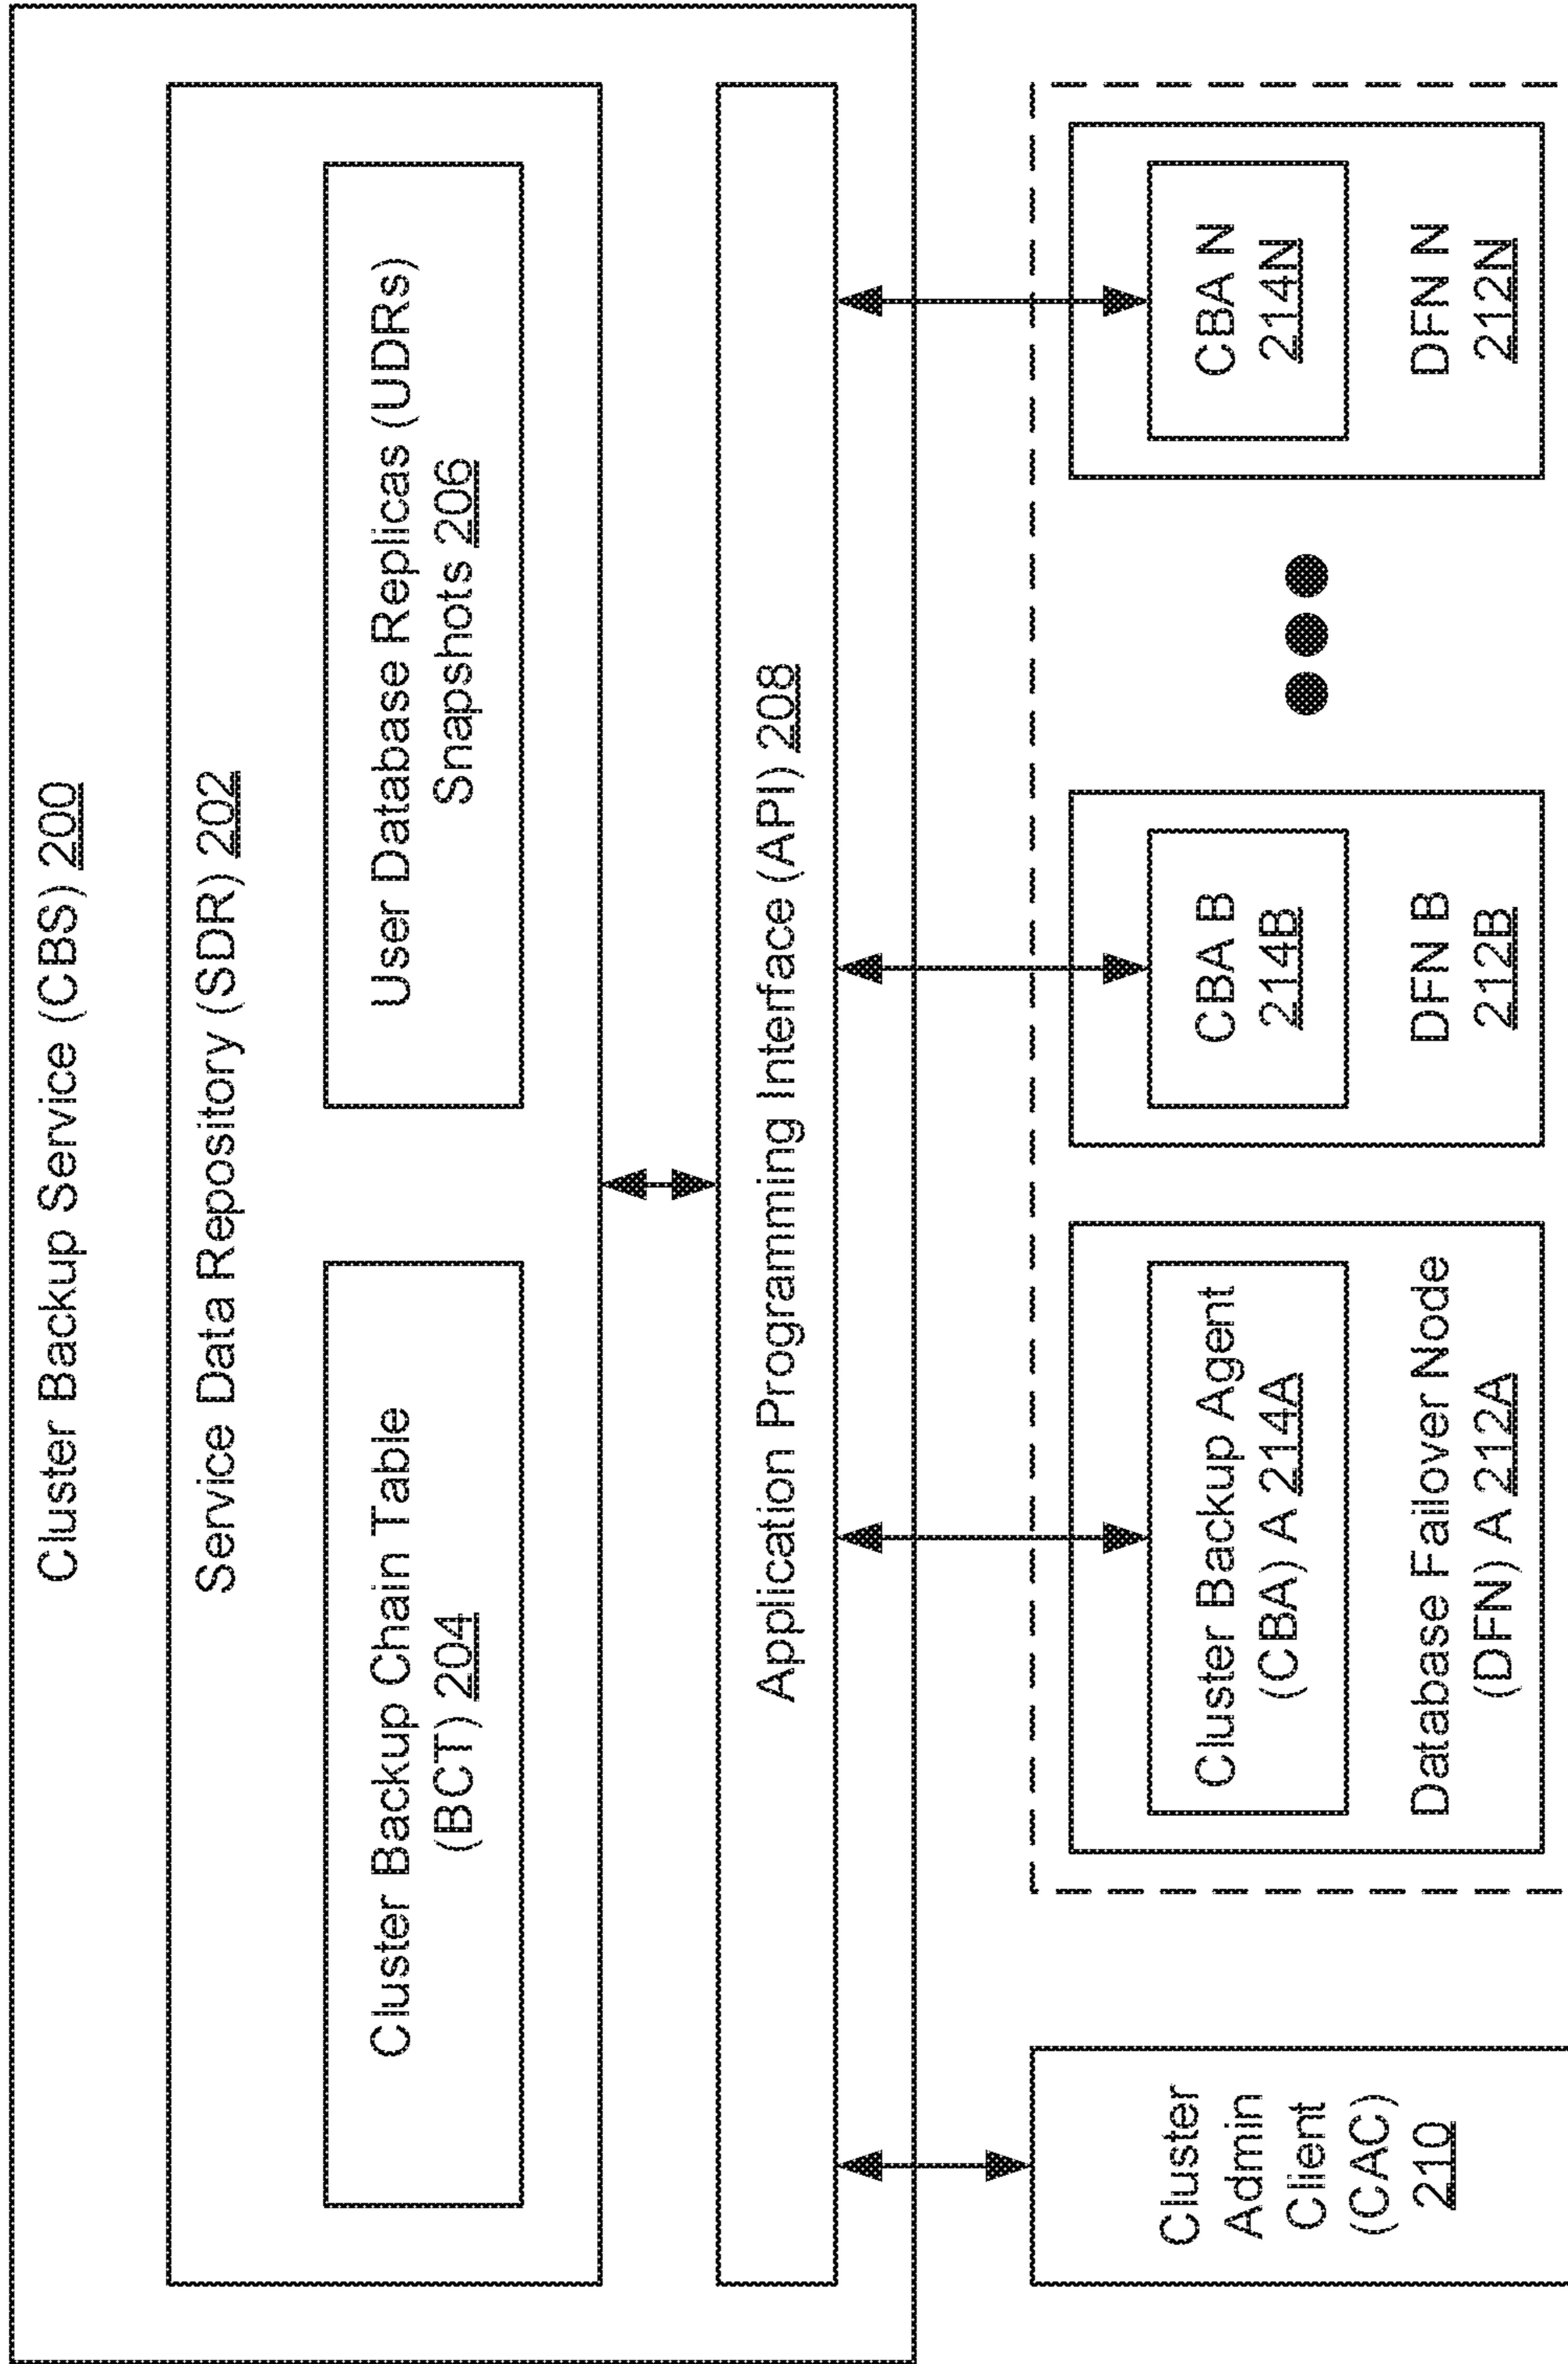 Cluster Backup Service (CBS) 200
Service Data Repository (SDR) 202
Cluster Backup Chain Table
(BCT) 204
User Database Replicas (UDRs)
Snapshots 206
Application Programming Interface (API) 208
Cluster
Admin
Client
(CAC)
210
Cluster Backup Agent
(CBA) A 214A
Database Failover Node
(DFN) A 212A
CBA B
214B
DFN B
212B
CBA N
214N
DFN N
212N